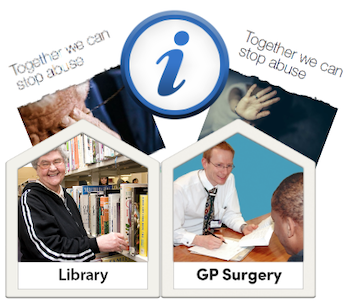 Together we can
stop abuse
i
Together we can
stop abuse
Library
GP Surgery